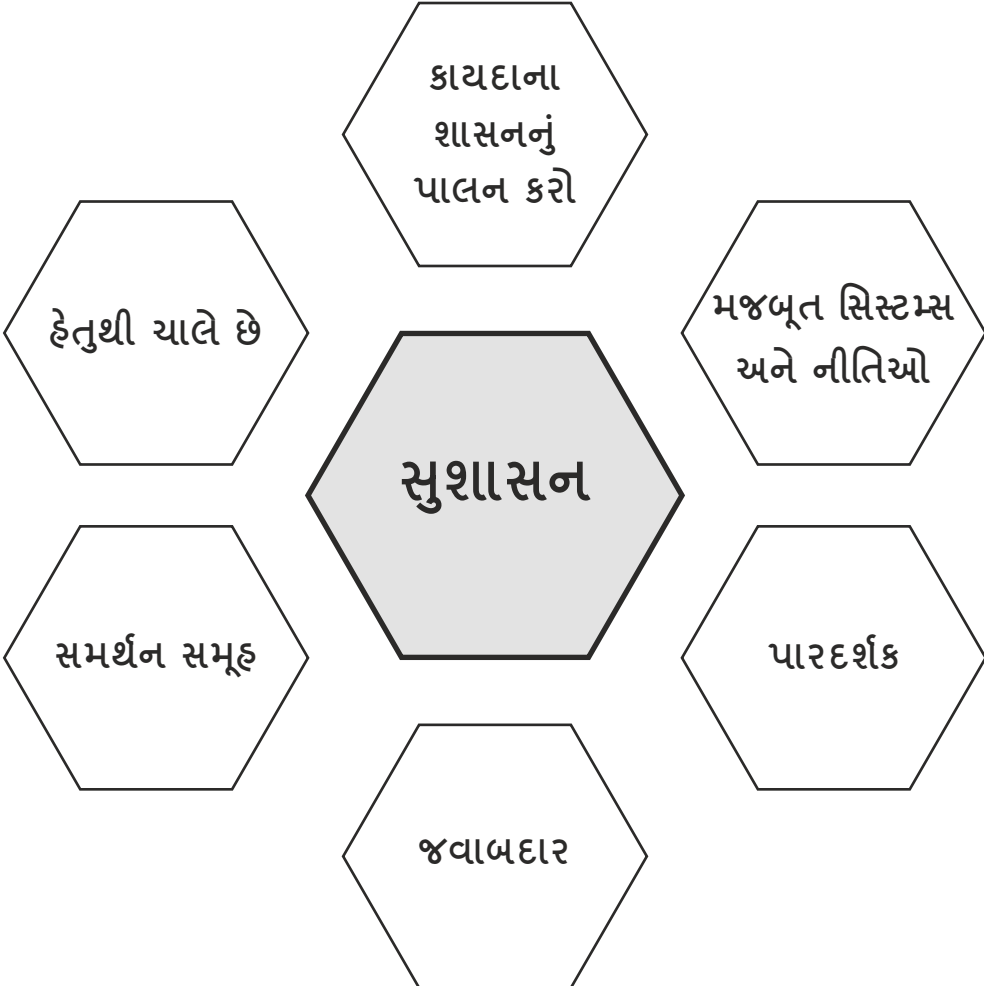 કાયદાના
શાસનનું
પાલન કરો
હેતુથી ચાલે છે
મજબૂત સિસ્ટમ્સ
અને નીતિઓ
સુશાસન
સમર્થન સમૂહ
પારદર્શક
જવાબદાર